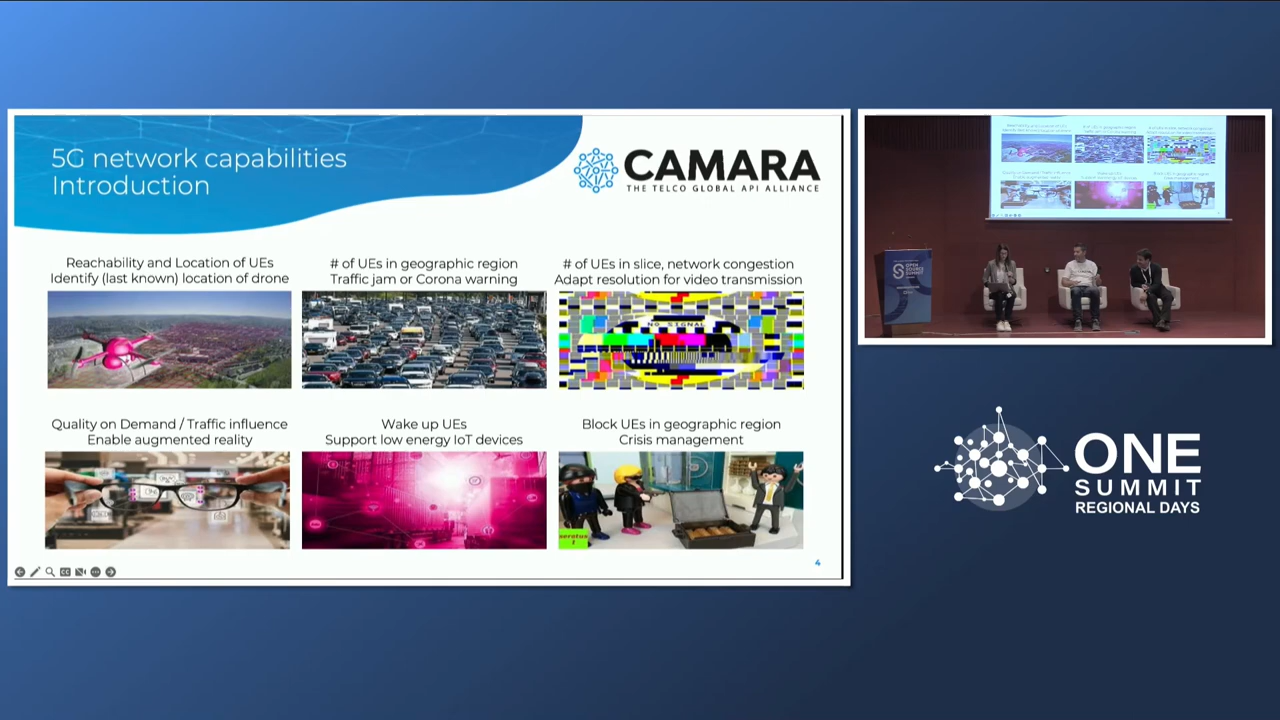 5G network capabilities
Introduction
CAMARA
THE TELCO GLOBAL API ALLIANCE
Reachability and Location of UEs
Identify (last known) location of drone
# of UEs in geographic region
Traffic jam or Corona warning
# of UEs in slice, network congestion
Adapt resolution for video transmission
NO SIGNAL
Quality on Demand / Traffic influence
Enable augmented reality
Wake up UEs
Support low energy IoT devices
Block UEs in geographic region
Crisis management
4
OPEN
SOURCE
SUMMIT
ONE
SUMMIT
REGIONAL DAYS